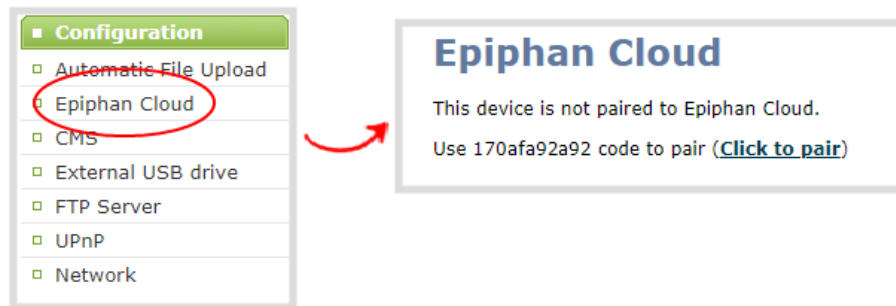 Configuration
Automatic File Upload
Epiphan Cloud
CMS
External USB drive
FTP Server
UPnP
Network
Epiphan Cloud
This device is not paired to Epiphan Cloud.
Use 170afa92a92 code to pair (Click to pair)